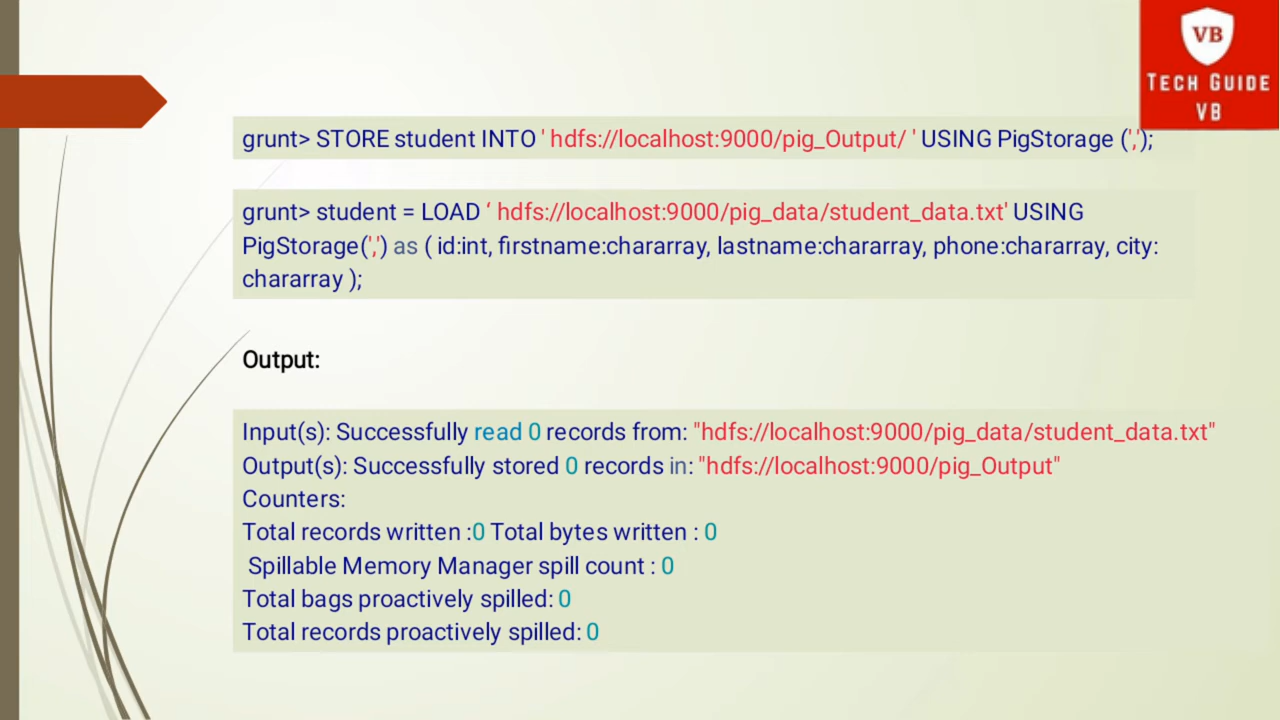 VB
TECH GUIDE
VB
grunt> STORE student INTO ' hdfs://localhost:9000/pig_Output/ ' USING PigStorage (',');
grunt> student = LOAD ‘ hdfs://localhost:9000/pig_data/student_data.txt' USING
PigStorage(',') as ( id:int, firstname:chararray, lastname:chararray, phone:chararray, city:
chararray );
Output:
Input(s): Successfully read 0 records from: "hdfs://localhost:9000/pig_data/student_data.txt"
Output(s): Successfully stored 0 records in: "hdfs://localhost:9000/pig_Output"
Counters:
Total records written :0 Total bytes written : 0
Spillable Memory Manager spill count : 0
Total bags proactively spilled: 0
Total records proactively spilled: 0